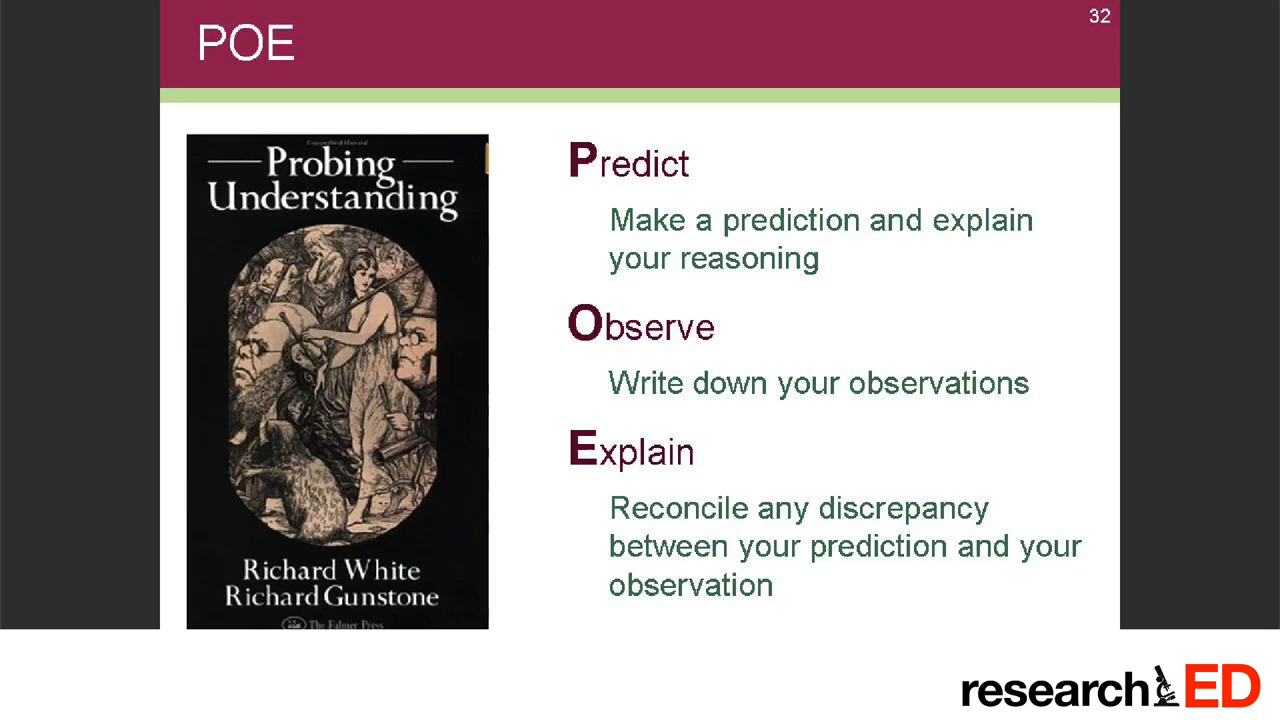 32
POE
Probing
Understanding
Richard White
Richard Gunstone
The Falmer Press
Predict
Make a prediction and explain
your reasoning
Observe
Write down your observations
Explain
Reconcile any discrepancy
between your prediction and your
observation
researchED